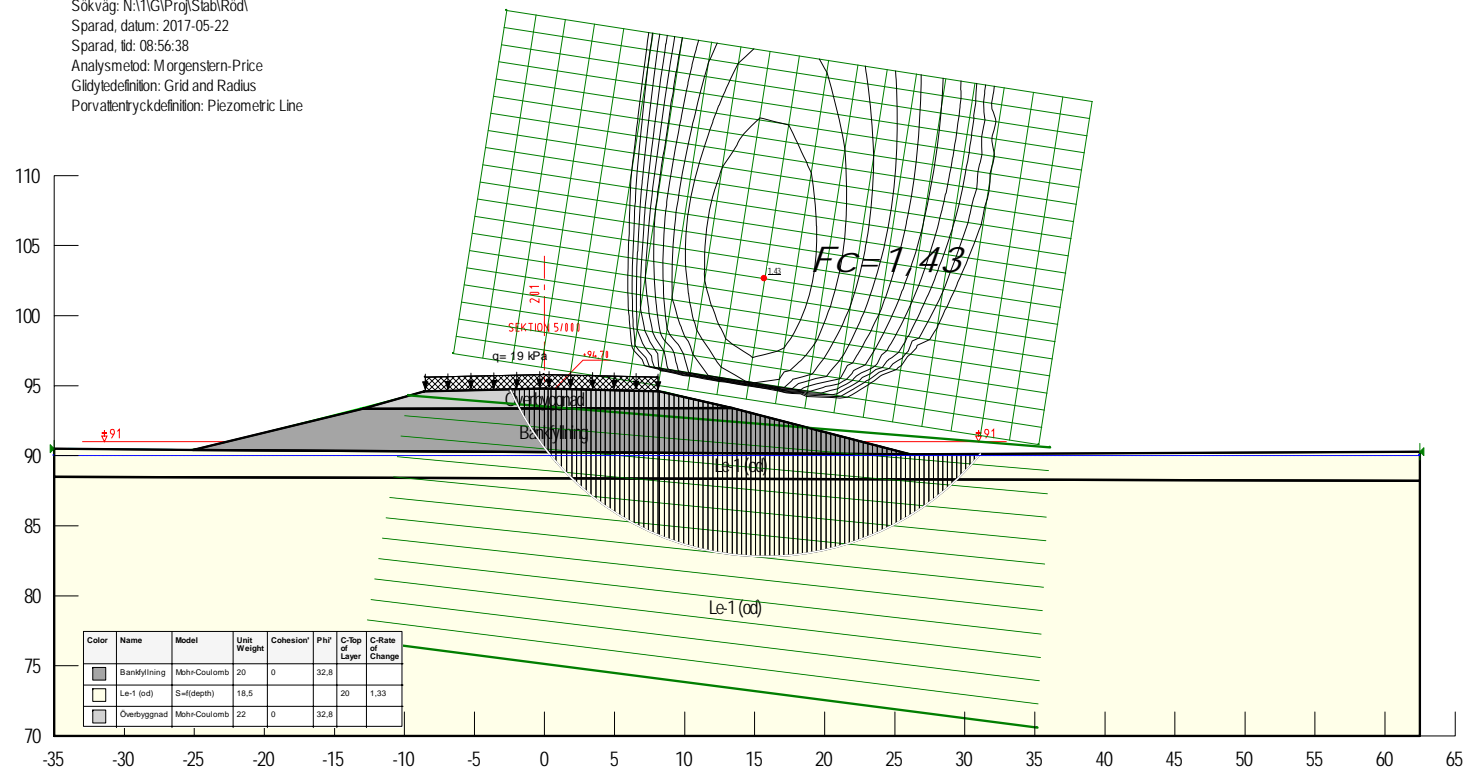 Sökväg: N:\1\G\Proj\Stab\Röd\
Sparad, datum: 2017-05-22
Sparad, tid: 08:56:38
Analysmetod: Morgenstern-Price
Glidytedefinition: Grid and Radius
Porvattentryckdefinition: Piezometric Line
110
105
100
95
90
85
80
75
70
Fc=1,43
1.43
201
SEKTION 5/000
q= 19 kPa
+94.70
Överbyggnad
Bankfyllning
±91
±91
Le-1 (od)
Le-1 (od)
Color Name Model Unit Weight Cohesion' Phi' C-Top of Layer C-Rate of Change
Bankfyllning Mohr-Coulomb 20 0 32,8
Le-1 (od) S=f(depth) 18,5 20 1,33
Överbyggnad Mohr-Coulomb 22 0 32,8
-35 -30 -25 -20 -15 -10 -5 0 5 10 15 20 25 30 35 40 45 50 55 60 65